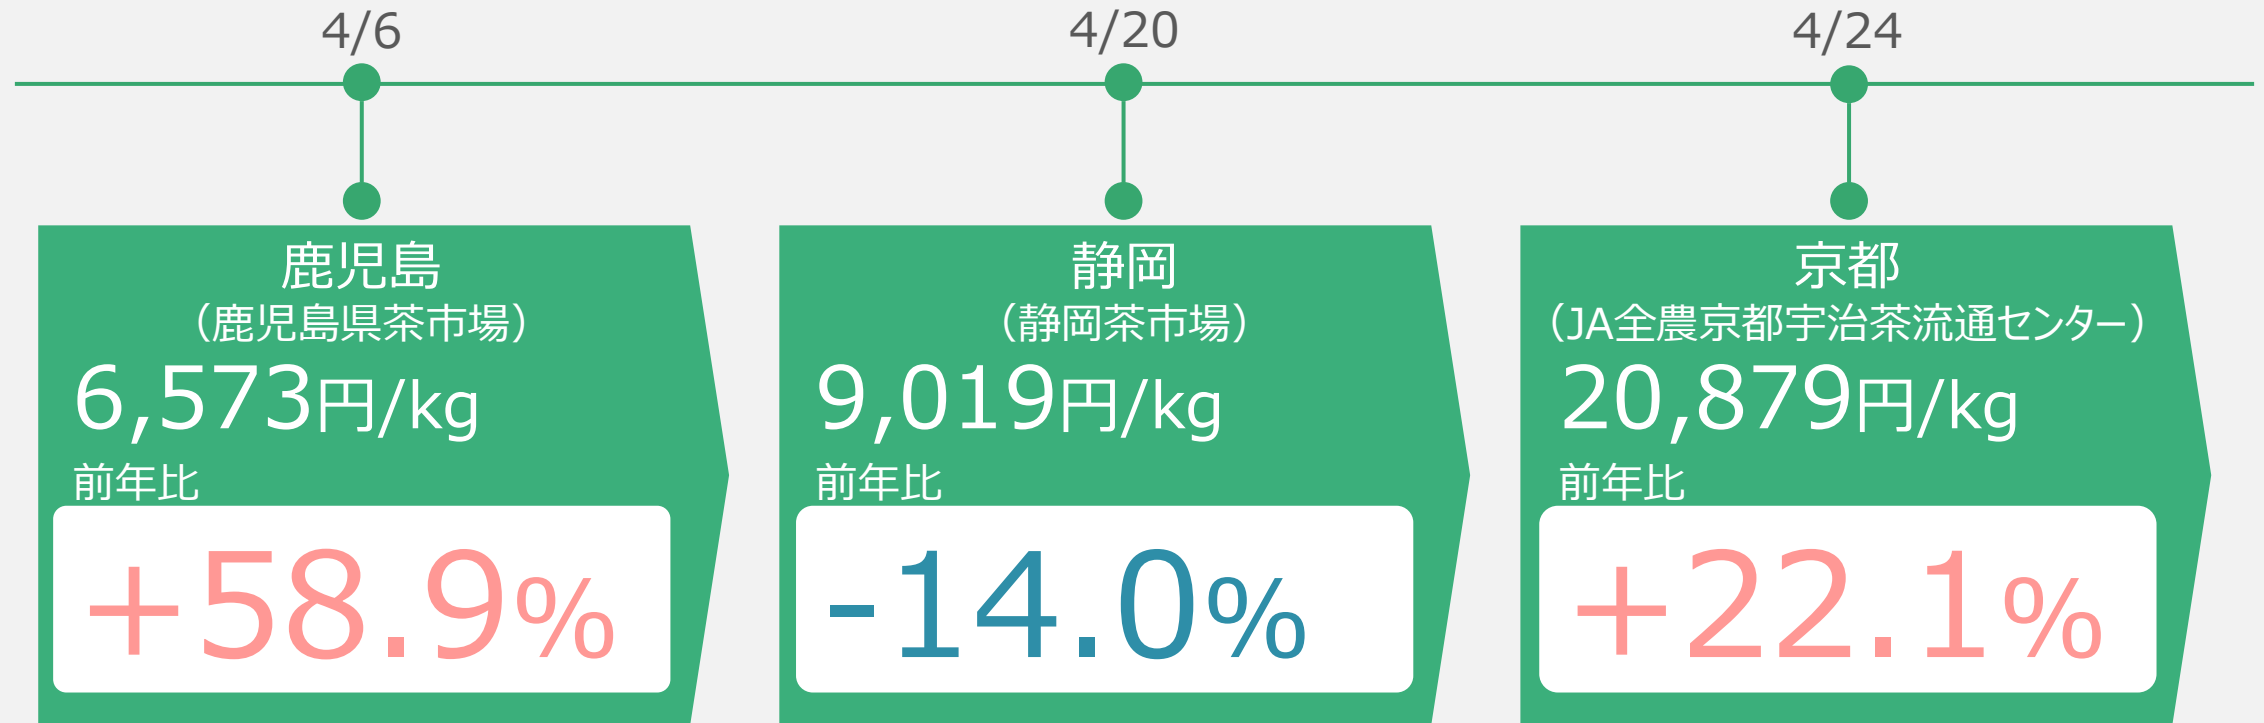 4/6
4/20
4/24
鹿児島
（鹿児島県茶市場）
6,573円/kg
前年比
+58.9%
静岡
（静岡茶市場）
9,019円/kg
前年比
-14.0%
京都
（JA全農京都宇治茶流通センター）
20,879円/kg
前年比
+22.1%